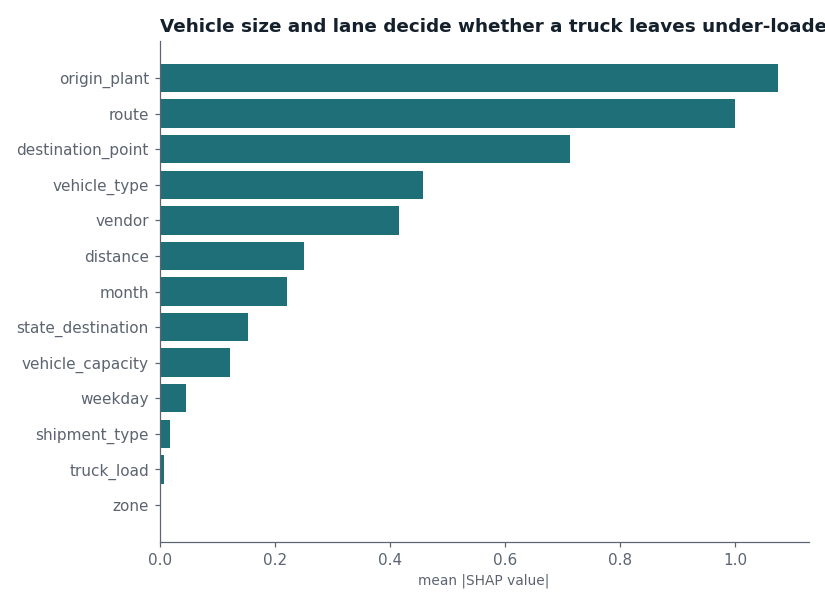 Vehicle size and lane decide whether a truck leaves under-loade
origin_plant
route
destination_point
vehicle_type
vendor
distance
month
state_destination
vehicle_capacity
weekday
shipment_type
truck_load
zone
0.0 0.2 0.4 0.6 0.8 1.0
mean |SHAP value|